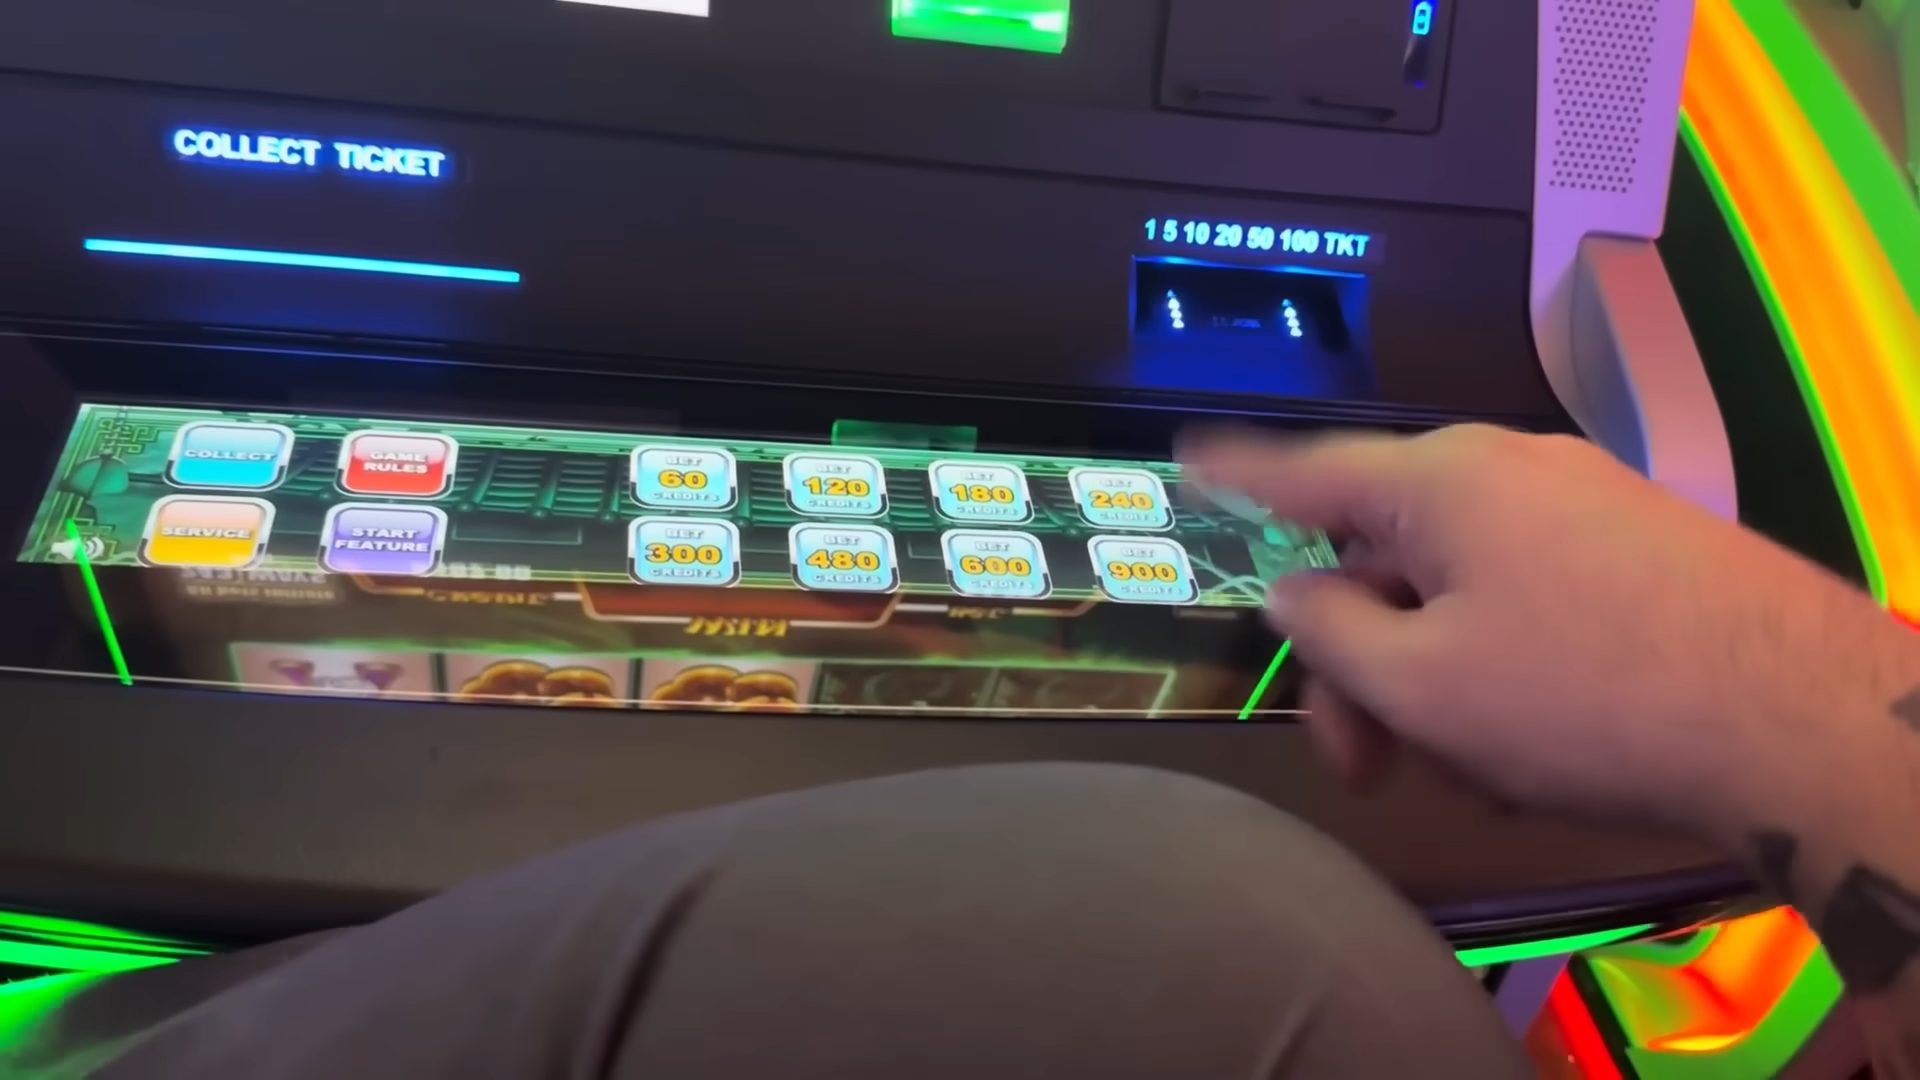 COLLECT TICKET
1 5 10 20 50 100 TKT
COLLECT
GAME
RULES
BET
60
CREDITS
BET
120
CREDITS
BET
180
CREDITS
BET
240
CREDITS
SERVICE
START
FEATURE
BET
300
CREDITS
BET
480
CREDITS
BET
600
CREDITS
BET
900
CREDITS